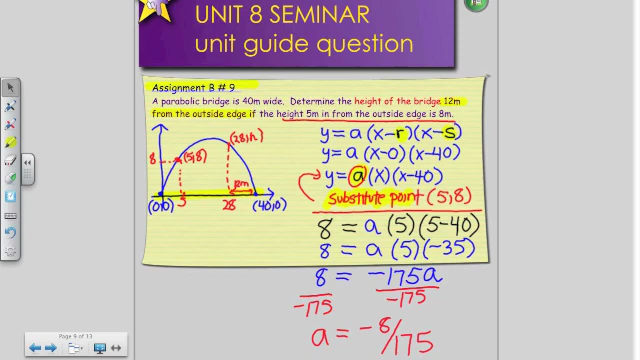 UNIT 8 SEMINAR
unit guide question
Assignment B # 9
A parabolic bridge is 40m wide. Determine the height of the bridge 12m
from the outside edge if the height 5m in from the outside edge is 8m.
y = a (x-r)(x-s)
y = a (x-0)(x-40)
y = a (x)(x-40)
substitute point (5,8)
8 = a (5)(5-40)
8 = a (5)(-35)
8 = -175a
-175 -175
a = -8/175
(28,h)
8 (5,8)
12m
(0,0) 5 28 (40,0)
Page 9 of 13